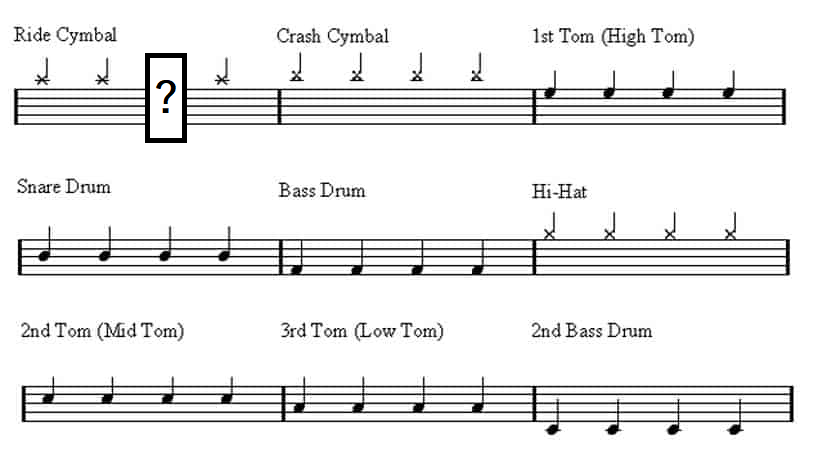 Ride Cymbal
Crash Cymbal
1st Tom (High Tom)
?
Snare Drum
Bass Drum
Hi-Hat
2nd Tom (Mid Tom)
3rd Tom (Low Tom)
2nd Bass Drum